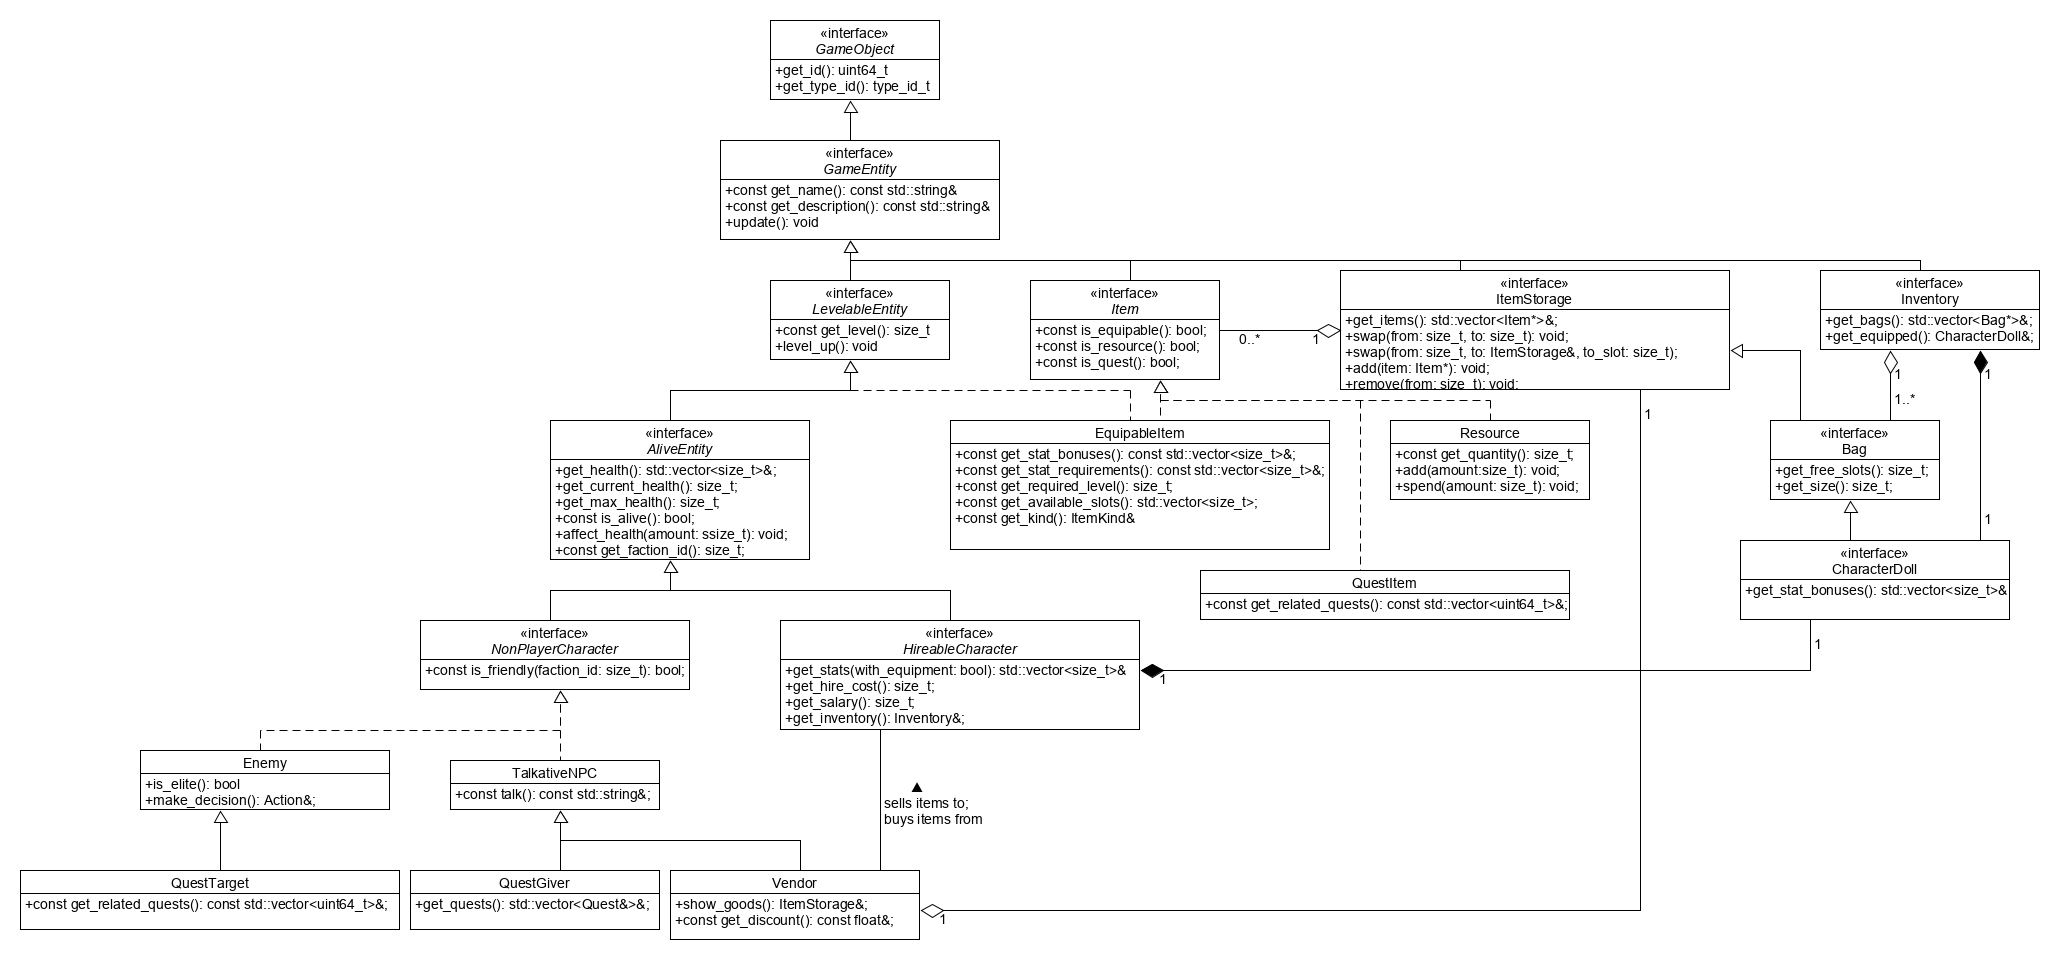 «interface»
GameObject
+get_id(): uint64_t
+get_type_id(): type_id_t
«interface»
GameEntity
+const get_name(): const std::string&
+const get_description(): const std::string&
+update(): void
«interface»
LevelableEntity
+const get_level(): size_t
+level_up(): void
«interface»
Item
+const is_equipable(): bool;
+const is_resource(): bool;
+const is_quest(): bool;
0..*
1
«interface»
ItemStorage
+get_items(): std::vector<Item*>&;
+swap(from: size_t, to: size_t): void;
+swap(from: size_t, to: ItemStorage&, to_slot: size_t);
+add(item: Item*): void;
+remove(from: size_t): void;
«interface»
Inventory
+get_bags(): std::vector<Bag*>&;
+get_equipped(): CharacterDoll&;
1
1
1..*
1
«interface»
AliveEntity
+get_health(): std::vector<size_t>&;
+get_current_health(): size_t;
+get_max_health(): size_t;
+const is_alive(): bool;
+affect_health(amount: ssize_t): void;
+const get_faction_id(): size_t;
EquipableItem
+const get_stat_bonuses(): const std::vector<size_t>&;
+const get_stat_requirements(): const std::vector<size_t>&;
+const get_required_level(): size_t;
+const get_available_slots(): std::vector<size_t>;
+const get_kind(): ItemKind&
Resource
+const get_quantity(): size_t;
+add(amount:size_t): void;
+spend(amount: size_t): void;
«interface»
Bag
+get_free_slots(): size_t;
+get_size(): size_t;
1
«interface»
CharacterDoll
+get_stat_bonuses(): std::vector<size_t>&
1
QuestItem
+const get_related_quests(): const std::vector<uint64_t>&;
«interface»
NonPlayerCharacter
+const is_friendly(faction_id: size_t): bool;
«interface»
HireableCharacter
+get_stats(with_equipment: bool): std::vector<size_t>&
+get_hire_cost(): size_t;
+get_salary(): size_t;
+get_inventory(): Inventory&;
1
Enemy
+is_elite(): bool
+make_decision(): Action&;
TalkativeNPC
+const talk(): const std::string&;
sells items to;
buys items from
QuestTarget
+const get_related_quests(): const std::vector<uint64_t>&;
QuestGiver
+get_quests(): std::vector<Quest&>&;
Vendor
+show_goods(): ItemStorage&;
+const get_discount(): const float&;
1